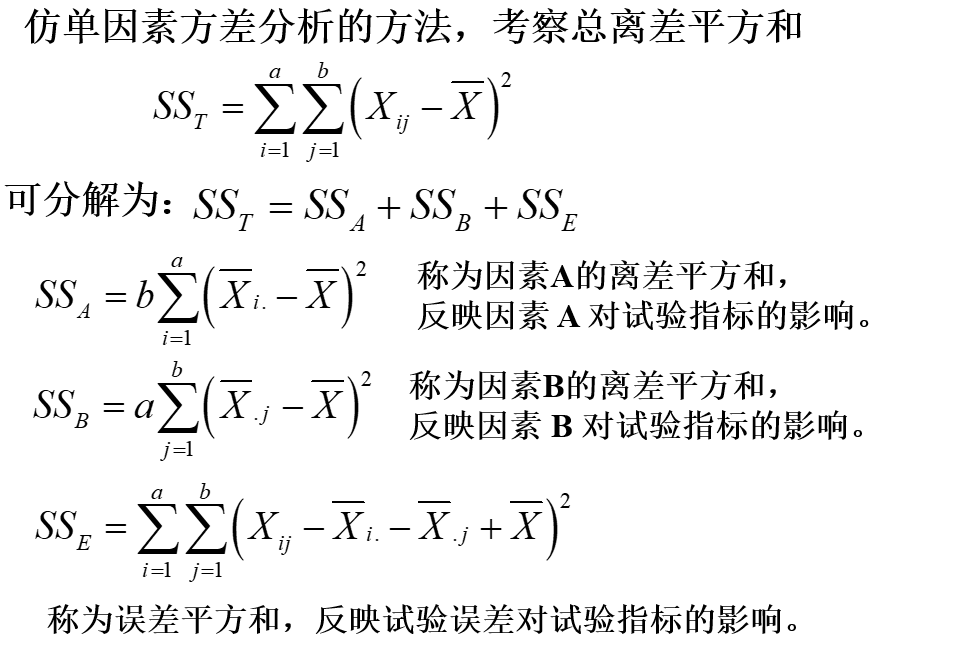 仿单因素方差分析的方法，考察总离差平方和
$SS_T = \sum_{i=1}^{a} \sum_{j=1}^{b} \left( X_{ij} - \overline{X} \right)^2$
可分解为：$SS_T = SS_A + SS_B + SS_E$
$SS_A = b \sum_{i=1}^{a} \left( \overline{X}_{i.} - \overline{X} \right)^2$
称为因素A的离差平方和，
反映因素 A 对试验指标的影响。
$SS_B = a \sum_{j=1}^{b} \left( \overline{X}_{.j} - \overline{X} \right)^2$
称为因素B的离差平方和，
反映因素 B 对试验指标的影响。
$SS_E = \sum_{i=1}^{a} \sum_{j=1}^{b} \left( X_{ij} - \overline{X}_{i.} - \overline{X}_{.j} + \overline{X} \right)^2$
称为误差平方和，反映试验误差对试验指标的影响。